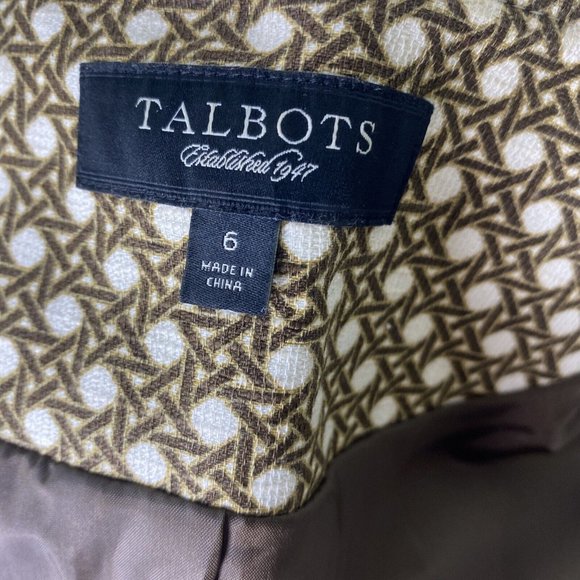 TALBOTS
Established 1947
6
MADE IN
CHINA